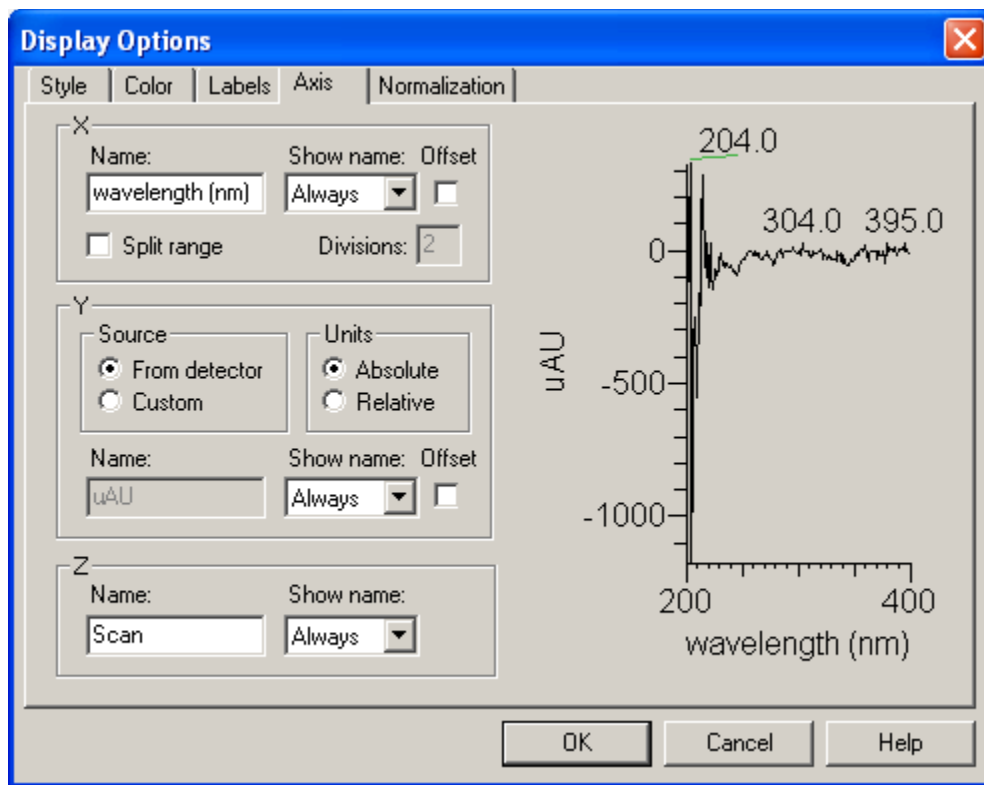 Display Options
Style Color Labels Axis Normalization
X
Name: Show name: Offset
wavelength (nm) Always
Split range Divisions: 2
Y
Source Units
From detector Absolute
Custom Relative
Name: Show name: Offset
uAU Always
Z
Name: Show name:
Scan Always
204.0
304.0 395.0
0
uAU
-500
-1000
200 400
wavelength (nm)
OK Cancel Help